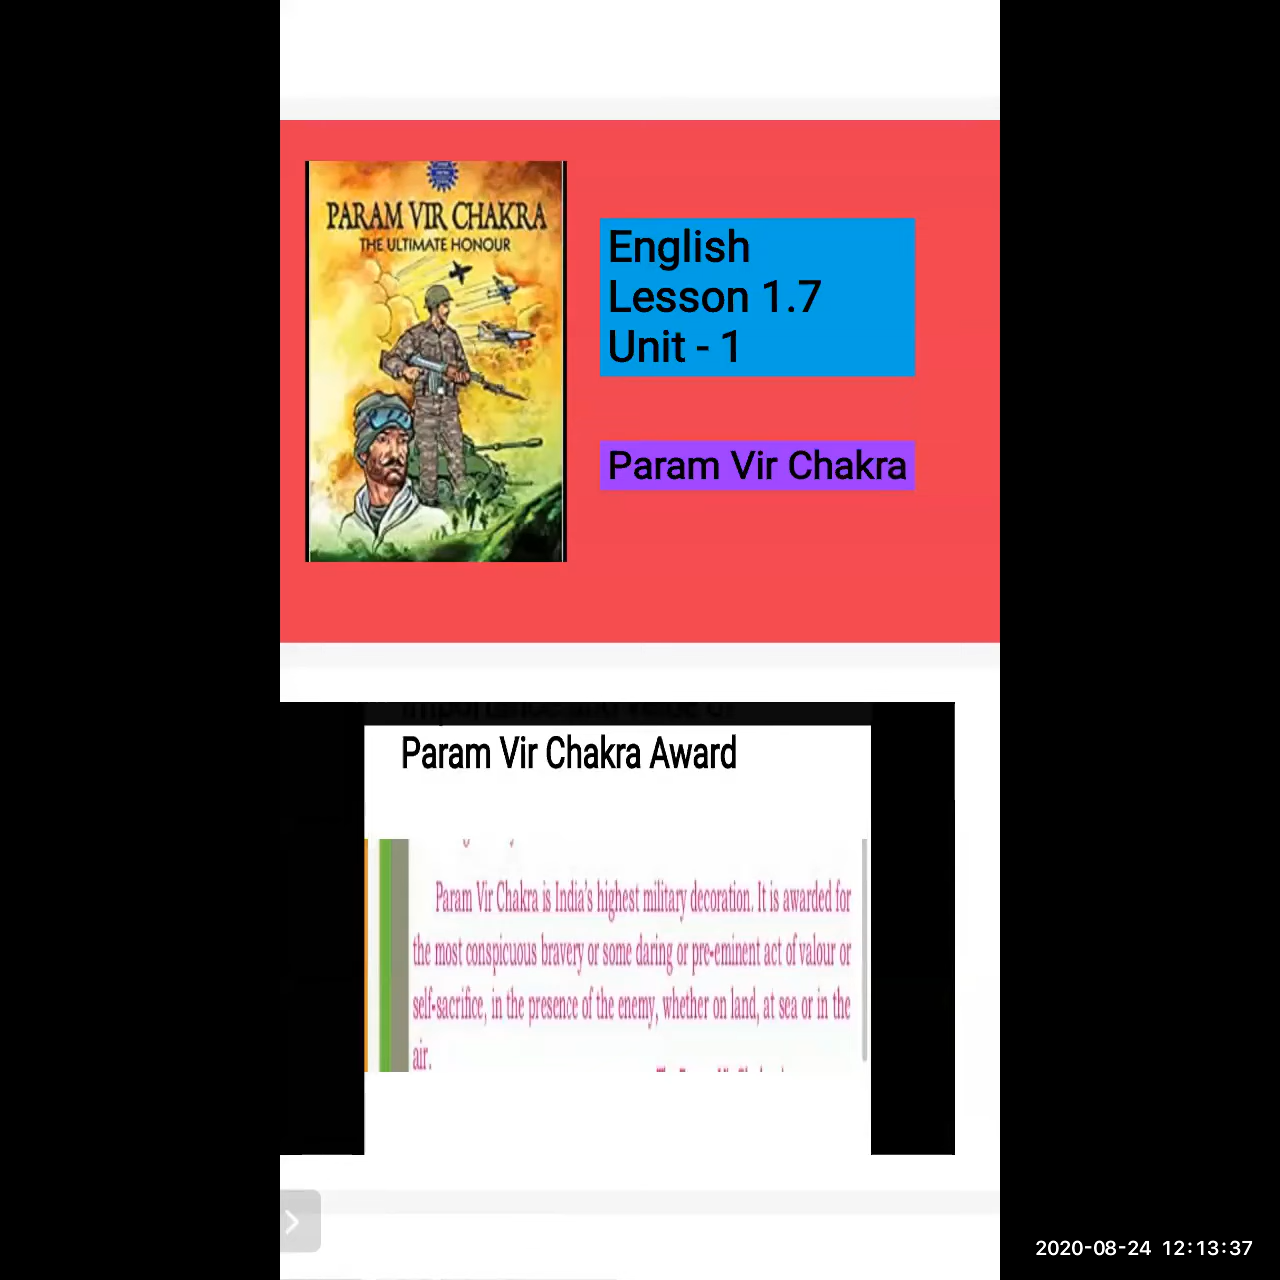 PARAM VIR CHAKRA
THE ULTIMATE HONOUR
English
Lesson 1.7
Unit - 1
Param Vir Chakra
Param Vir Chakra Award
Param Vir Chakra is India's highest military decoration. It is awarded for
the most conspicuous bravery or some daring or pre-eminent act of valour or
self-sacrifice, in the presence of the enemy, whether on land, at sea or in the
air.
2020-08-24 12:13:37